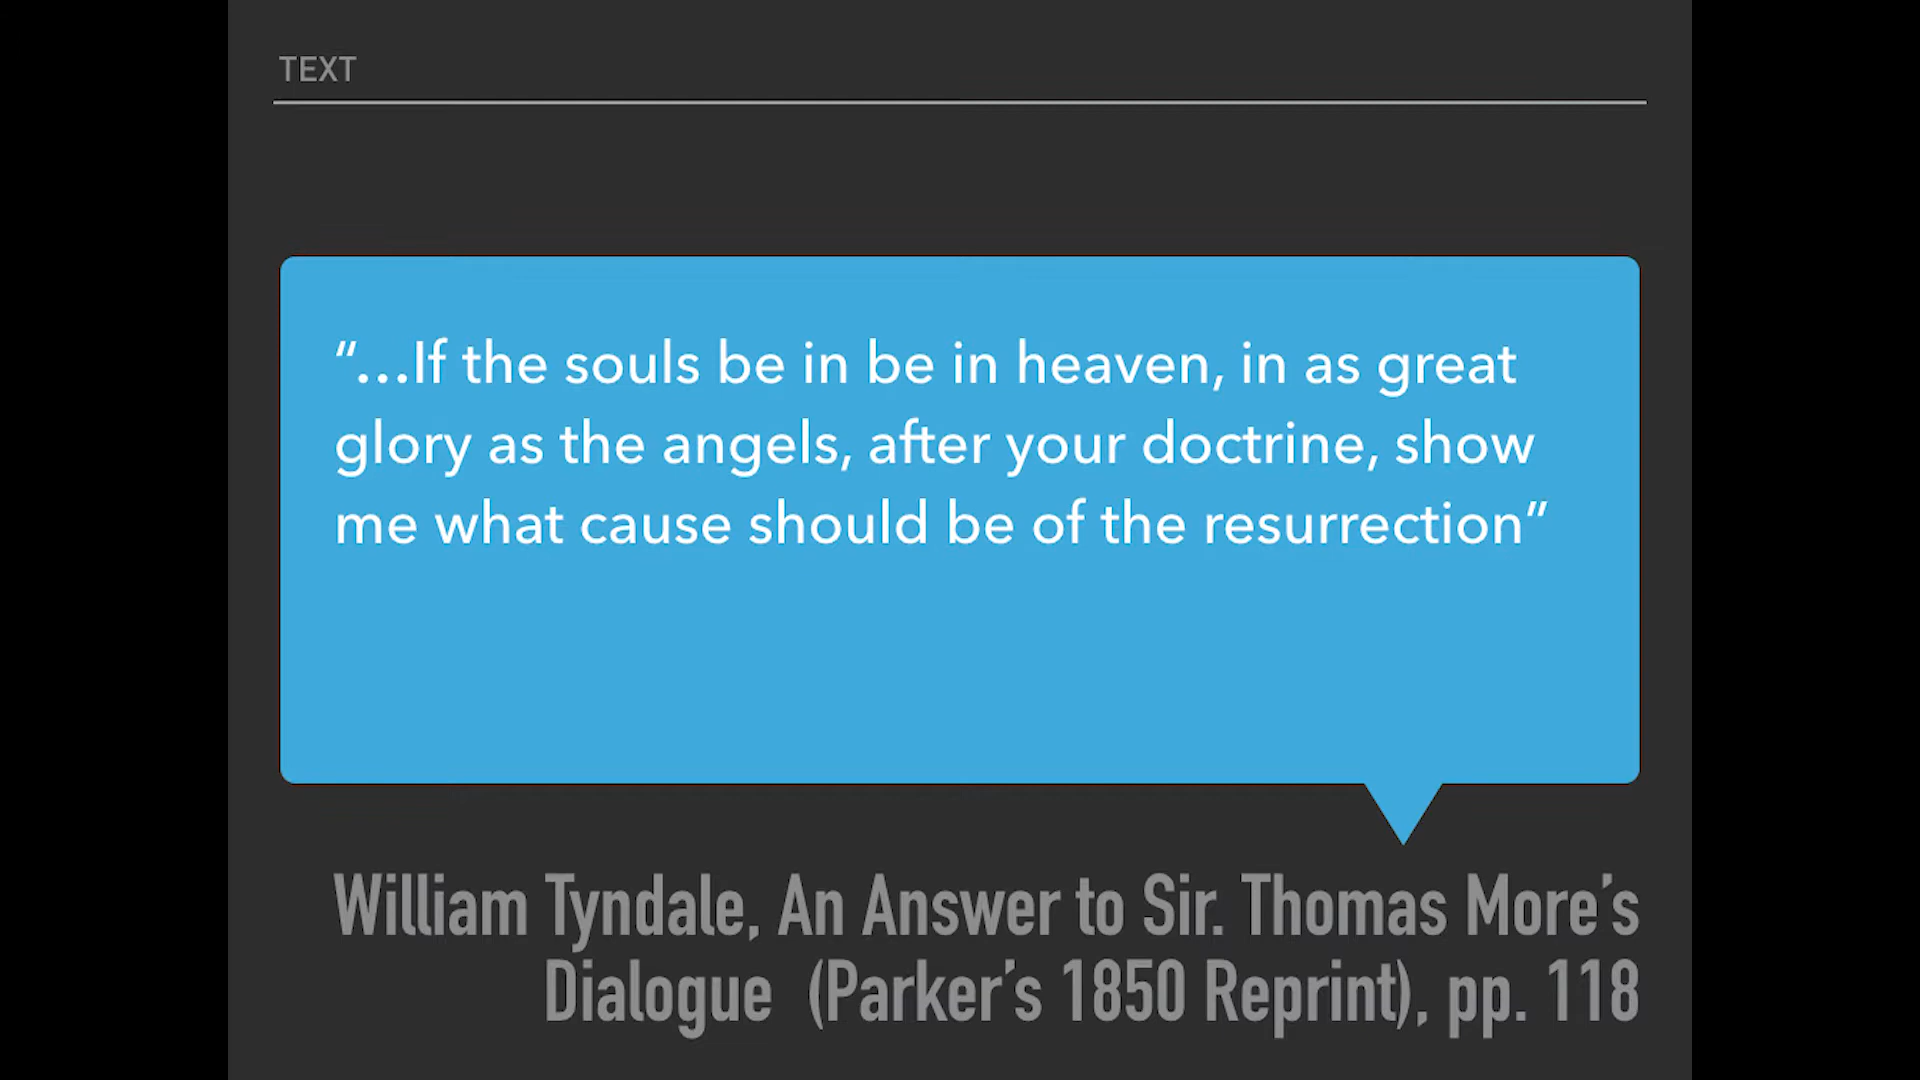 TEXT
“…If the souls be in be in heaven, in as great
glory as the angels, after your doctrine, show
me what cause should be of the resurrection”
William Tyndale, An Answer to Sir. Thomas More’s
Dialogue (Parker’s 1850 Reprint), pp. 118